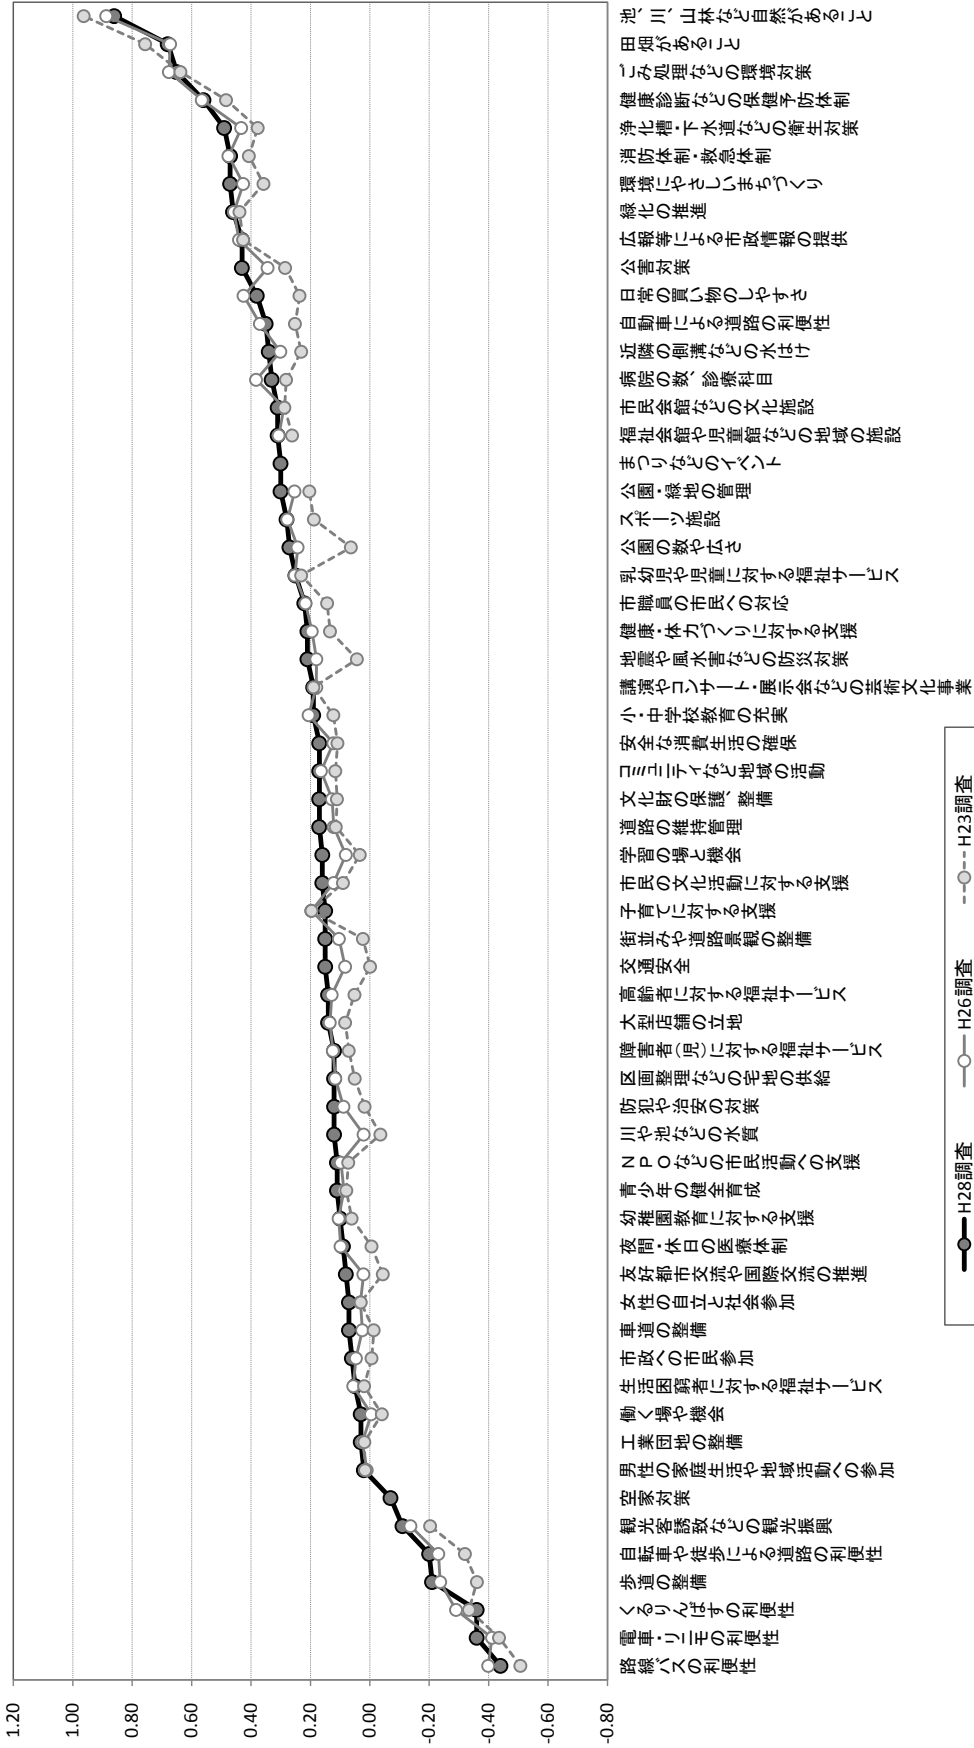 1.20
1.00
0.80
0.60
0.40
0.20
0.00
-0.20
-0.40
-0.60
-0.80
路線バスの利便性
電車・リニモの利便性
くるりんばすの利便性
歩道の整備
自転車や徒歩による道路の利便性
観光客誘致などの観光振興
空家対策
男性の家庭生活や地域活動への参加
工業団地の整備
働く場や機会
生活困窮者に対する福祉サービス
市政への市民参加
車道の整備
女性の自立と社会参加
友好都市交流や国際交流の推進
夜間・休日の医療体制
幼稚園教育に対する支援
青少年の健全育成
ＮＰＯなどの市民活動への支援
川や池などの水質
防犯や治安の対策
区画整理などの宅地の供給
障害者(児)に対する福祉サービス
大型店舗の立地
高齢者に対する福祉サービス
交通安全
街並みや道路景観の整備
子育てに対する支援
市民の文化活動に対する支援
学習の場と機会
道路の維持管理
文化財の保護、整備
コミュニティなど地域の活動
安全な消費生活の確保
小・中学校教育の充実
講演やコンサート・展示会などの芸術文化事業
地震や風水害などの防災対策
健康・体力づくりに対する支援
市職員の市民への対応
乳幼児や児童に対する福祉サービス
公園の数や広さ
スポーツ施設
公園・緑地の管理
まつりなどのイベント
福祉会館や児童館などの地域の施設
市民会館などの文化施設
病院の数、診療科目
近隣の側溝などの水はけ
自動車による道路の利便性
日常の買い物のしやすさ
公害対策
広報等による市政情報の提供
緑化の推進
環境にやさしいまちづくり
消防体制・救急体制
浄化槽・下水道などの衛生対策
健康診断などの保健予防体制
ごみ処理などの環境対策
田畑があること
池、川、山林など自然があること
H28調査
H26調査
H23調査